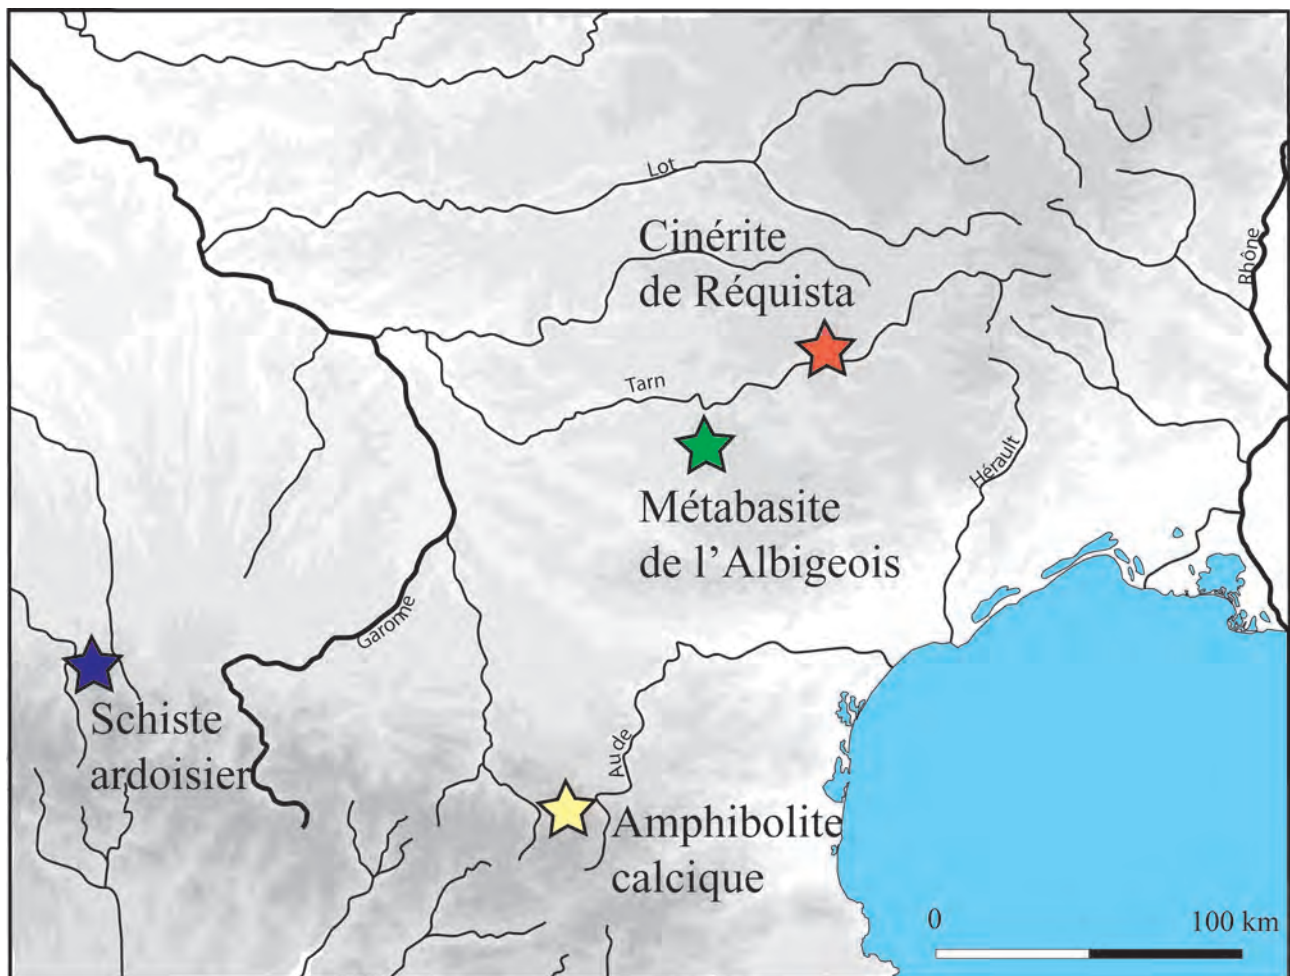 Lot
Cinérite
de Réquista
Rhône
Tarn
Hérault
Métabasite
de l’Albigeois
Garonne
Schiste
ardoisier
Aude
Amphibolite
calcique
0 100 km